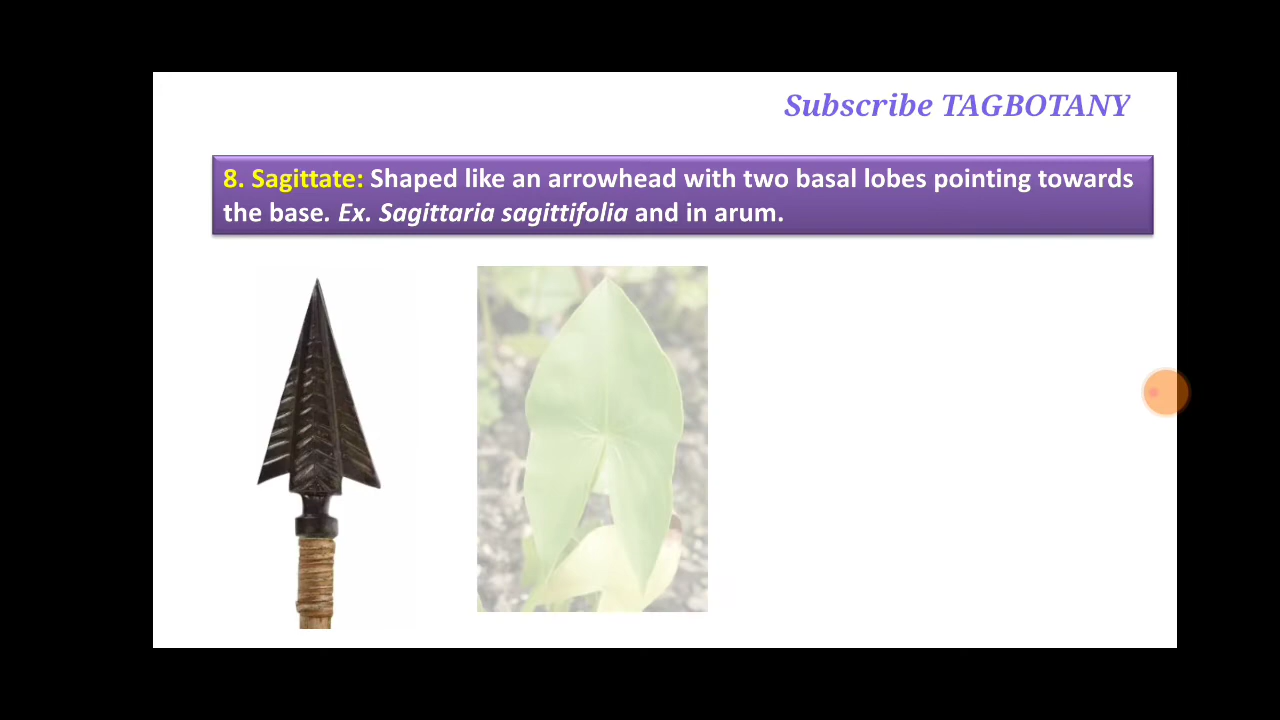 Subscribe TAGBOTANY
8. Sagittate: Shaped like an arrowhead with two basal lobes pointing towards
the base. Ex. Sagittaria sagittifolia and in arum.